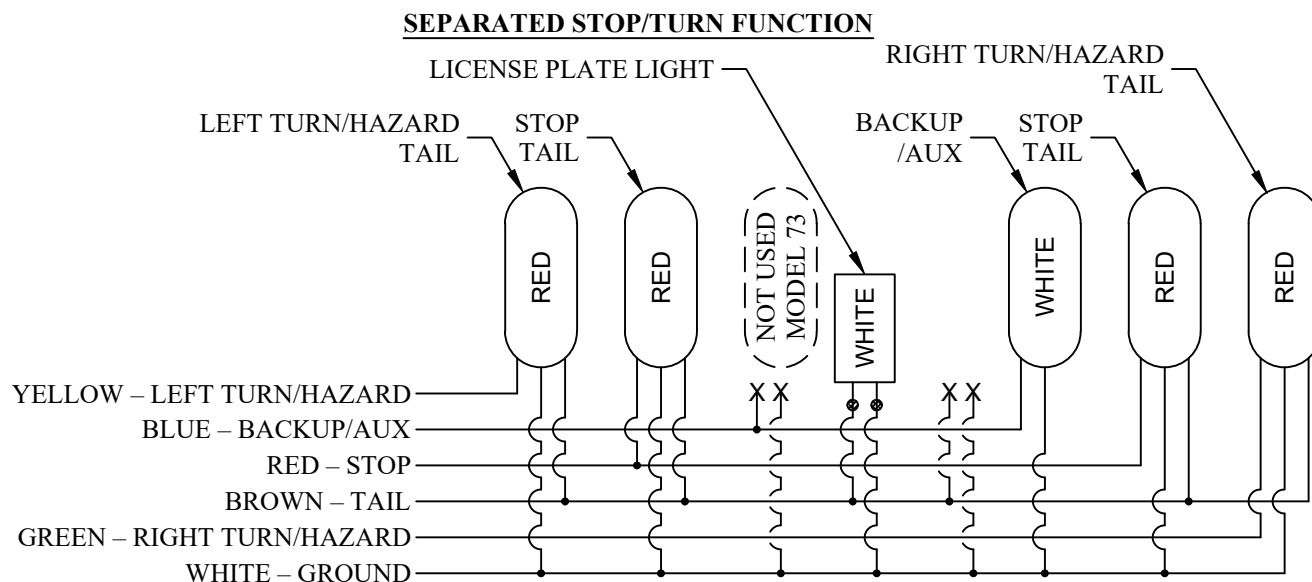 SEPARATED STOP/TURN FUNCTION
LICENSE PLATE LIGHT
RIGHT TURN/HAZARD
TAIL
LEFT TURN/HAZARD
TAIL
STOP
TAIL
BACKUP
/AUX
STOP
TAIL
RED
RED
NOT USED
MODEL 73
WHITE
WHITE
RED
RED
X X
X X
YELLOW – LEFT TURN/HAZARD
BLUE – BACKUP/AUX
RED – STOP
BROWN – TAIL
GREEN – RIGHT TURN/HAZARD
WHITE – GROUND